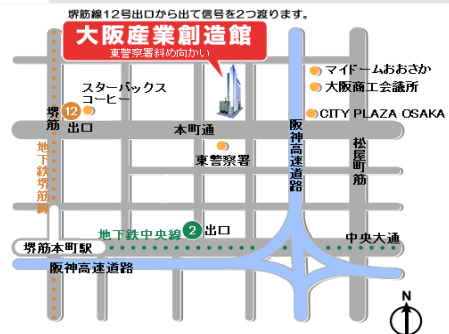 堺筋線12号出口から出て信号を2つ渡ります。
大阪産業創造館
東警察署斜め向かい
マイドームおおさか
大阪商工会議所
CITY PLAZA OSAKA
スターバックス
コーヒー
堺筋
12
出口
本町通
東警察署
阪神高速道路
松屋町筋
地下鉄堺筋線
地下鉄中央線
2
出口
堺筋本町駅
中央大通
阪神高速道路
N